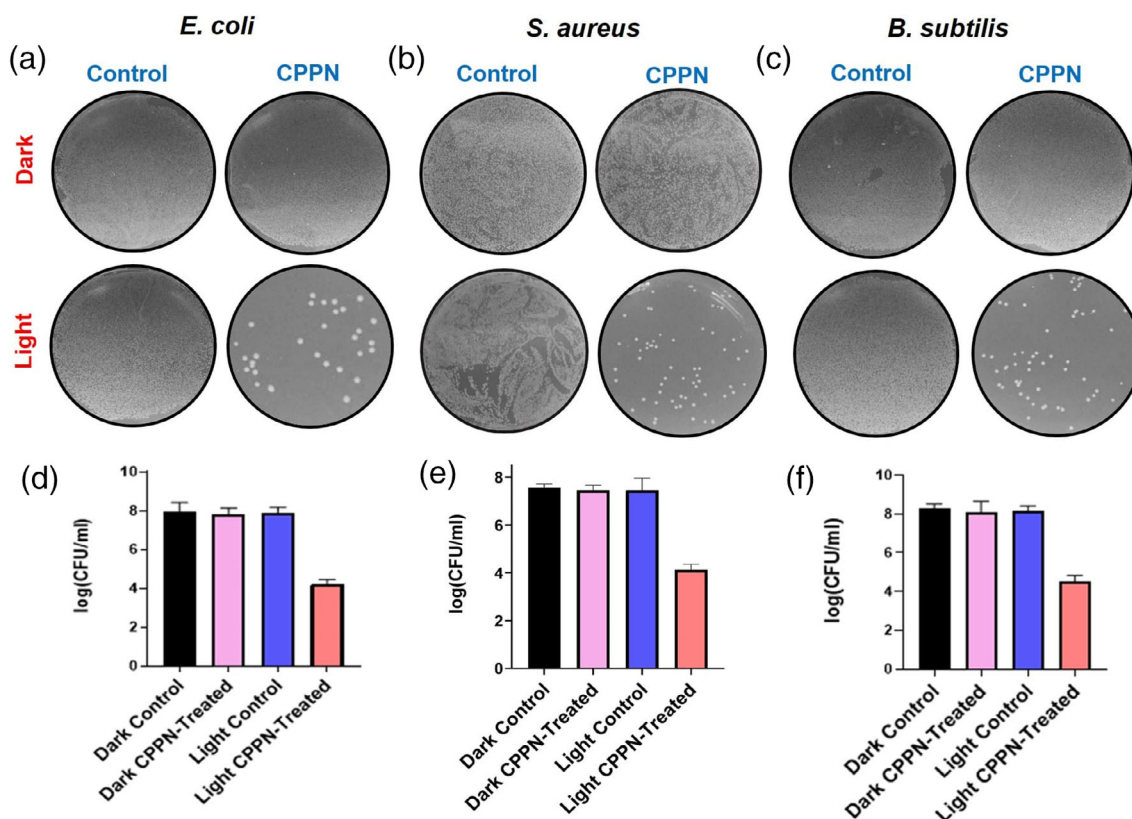 E. coli
S. aureus
B. subtilis
(a)
Control
CPPN
(b)
Control
CPPN
(c)
Control
CPPN
Dark
Light
(d)
10
8
6
4
2
0
log(CFU/ml)
Dark Control
Dark CPPN-Treated
Light Control
Light CPPN-Treated
(e)
8
6
4
2
0
log(CFU/ml)
Dark Control
Dark CPPN-Treated
Light Control
Light CPPN-Treated
(f)
10
8
6
4
2
0
log(CFU/ml)
Dark Control
Dark CPPN-Treated
Light Control
Light CPPN-Treated